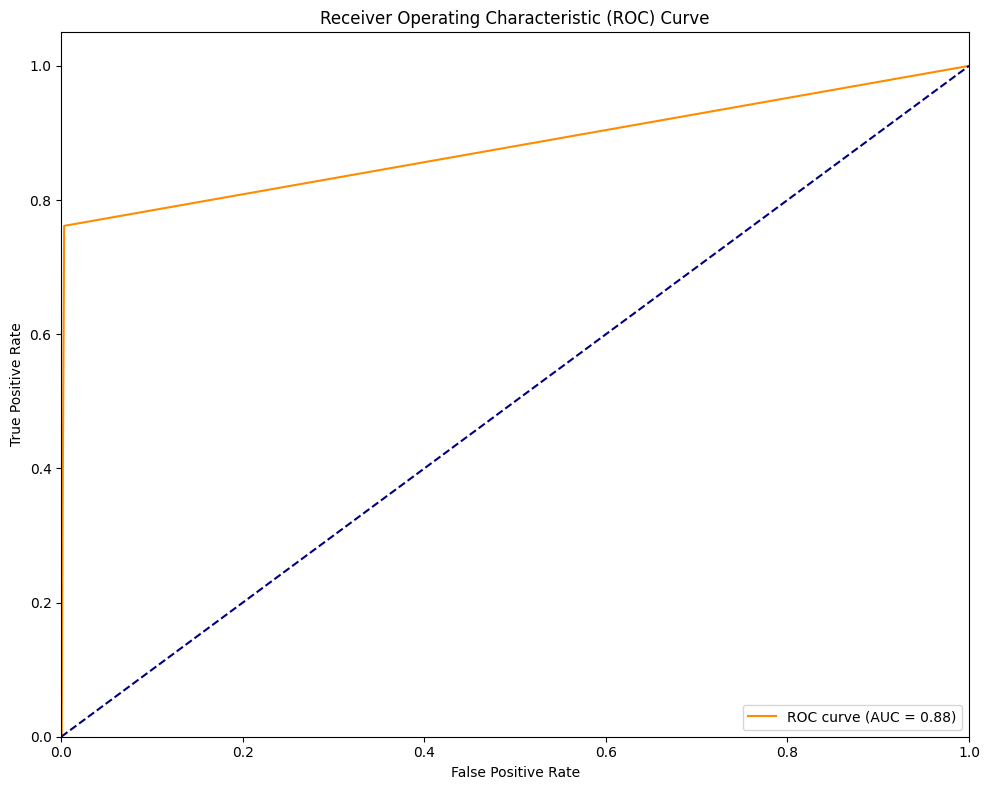 Receiver Operating Characteristic (ROC) Curve
True Positive Rate
1.0
0.8
0.6
0.4
0.2
0.0
0.0 0.2 0.4 0.6 0.8 1.0
False Positive Rate
ROC curve (AUC = 0.88)